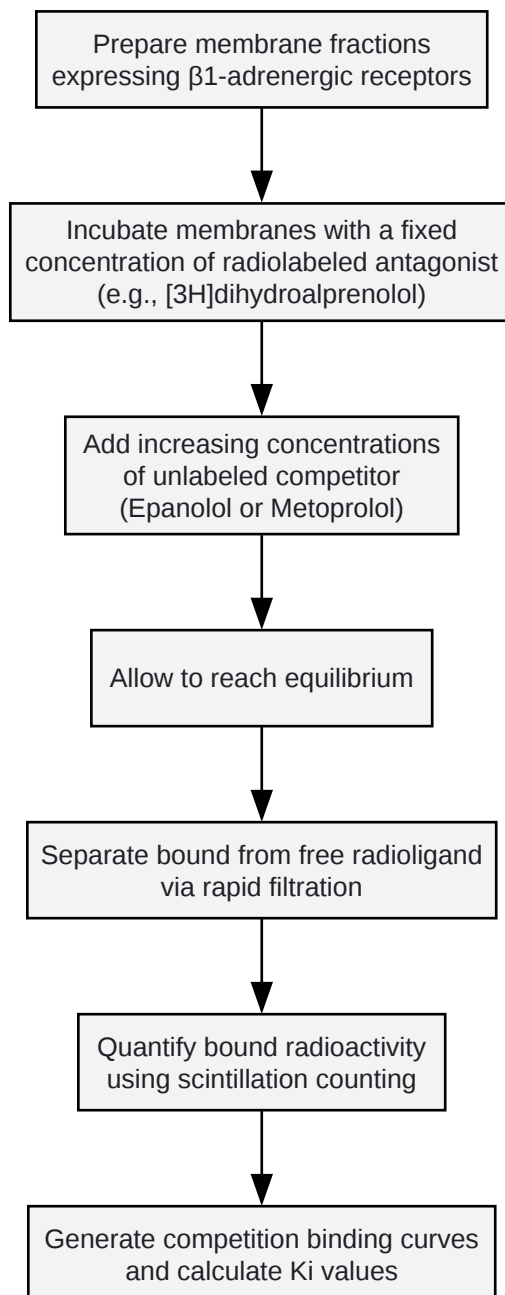 Prepare membrane fractions
expressing β1-adrenergic receptors
Incubate membranes with a fixed
concentration of radiolabeled antagonist
(e.g., [3H]dihydroalprenolol)
Add increasing concentrations
of unlabeled competitor
(Epanolol or Metoprolol)
Allow to reach equilibrium
Separate bound from free radioligand
via rapid filtration
Quantify bound radioactivity
using scintillation counting
Generate competition binding curves
and calculate Ki values